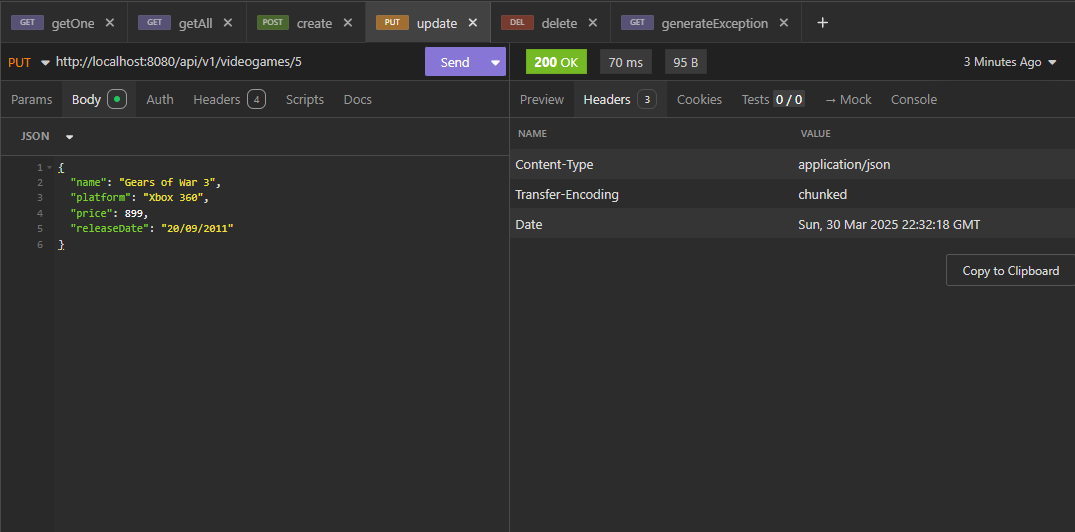 GET getOne × GET getAll × POST create × PUT update × DEL delete × GET generateException × +
PUT http://localhost:8080/api/v1/videogames/5 Send 200 OK 70 ms 95 B 3 Minutes Ago
Params Body Auth Headers 4 Scripts Docs Preview Headers 3 Cookies Tests 0 / 0 → Mock Console
JSON
1 {
2 "name": "Gears of War 3",
3 "platform": "Xbox 360",
4 "price": 899,
5 "releaseDate": "20/09/2011"
6 }
NAME VALUE
Content-Type application/json
Transfer-Encoding chunked
Date Sun, 30 Mar 2025 22:32:18 GMT
Copy to Clipboard